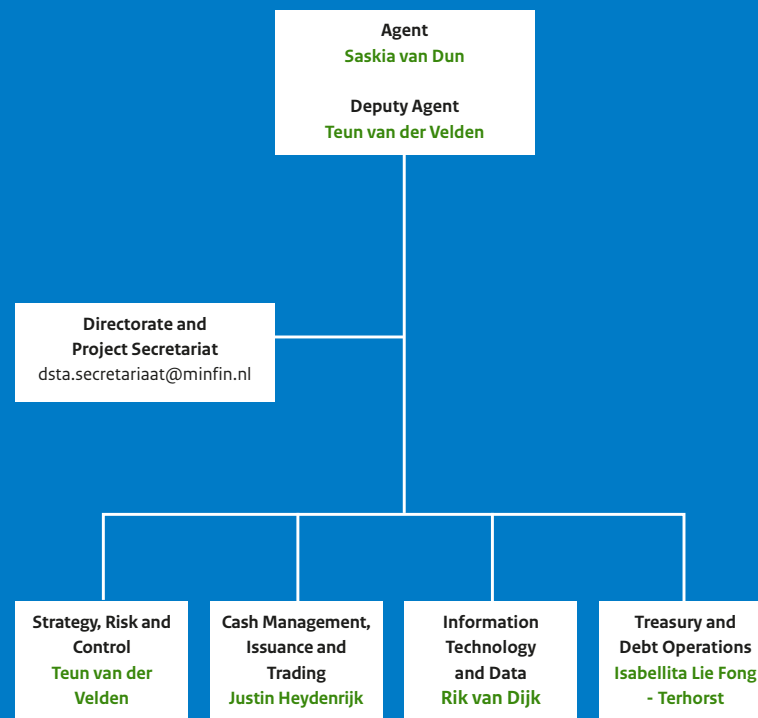 Agent
Saskia van Dun
Deputy Agent
Teun van der Velden
Directorate and
Project Secretariat
dsta.secretariaat@minfin.nl
Strategy, Risk and
Control
Teun van der
Velden
Cash Management,
Issuance and
Trading
Justin Heydenrijk
Information
Technology
and Data
Rik van Dijk
Treasury and
Debt Operations
Isabellita Lie Fong
- Terhorst